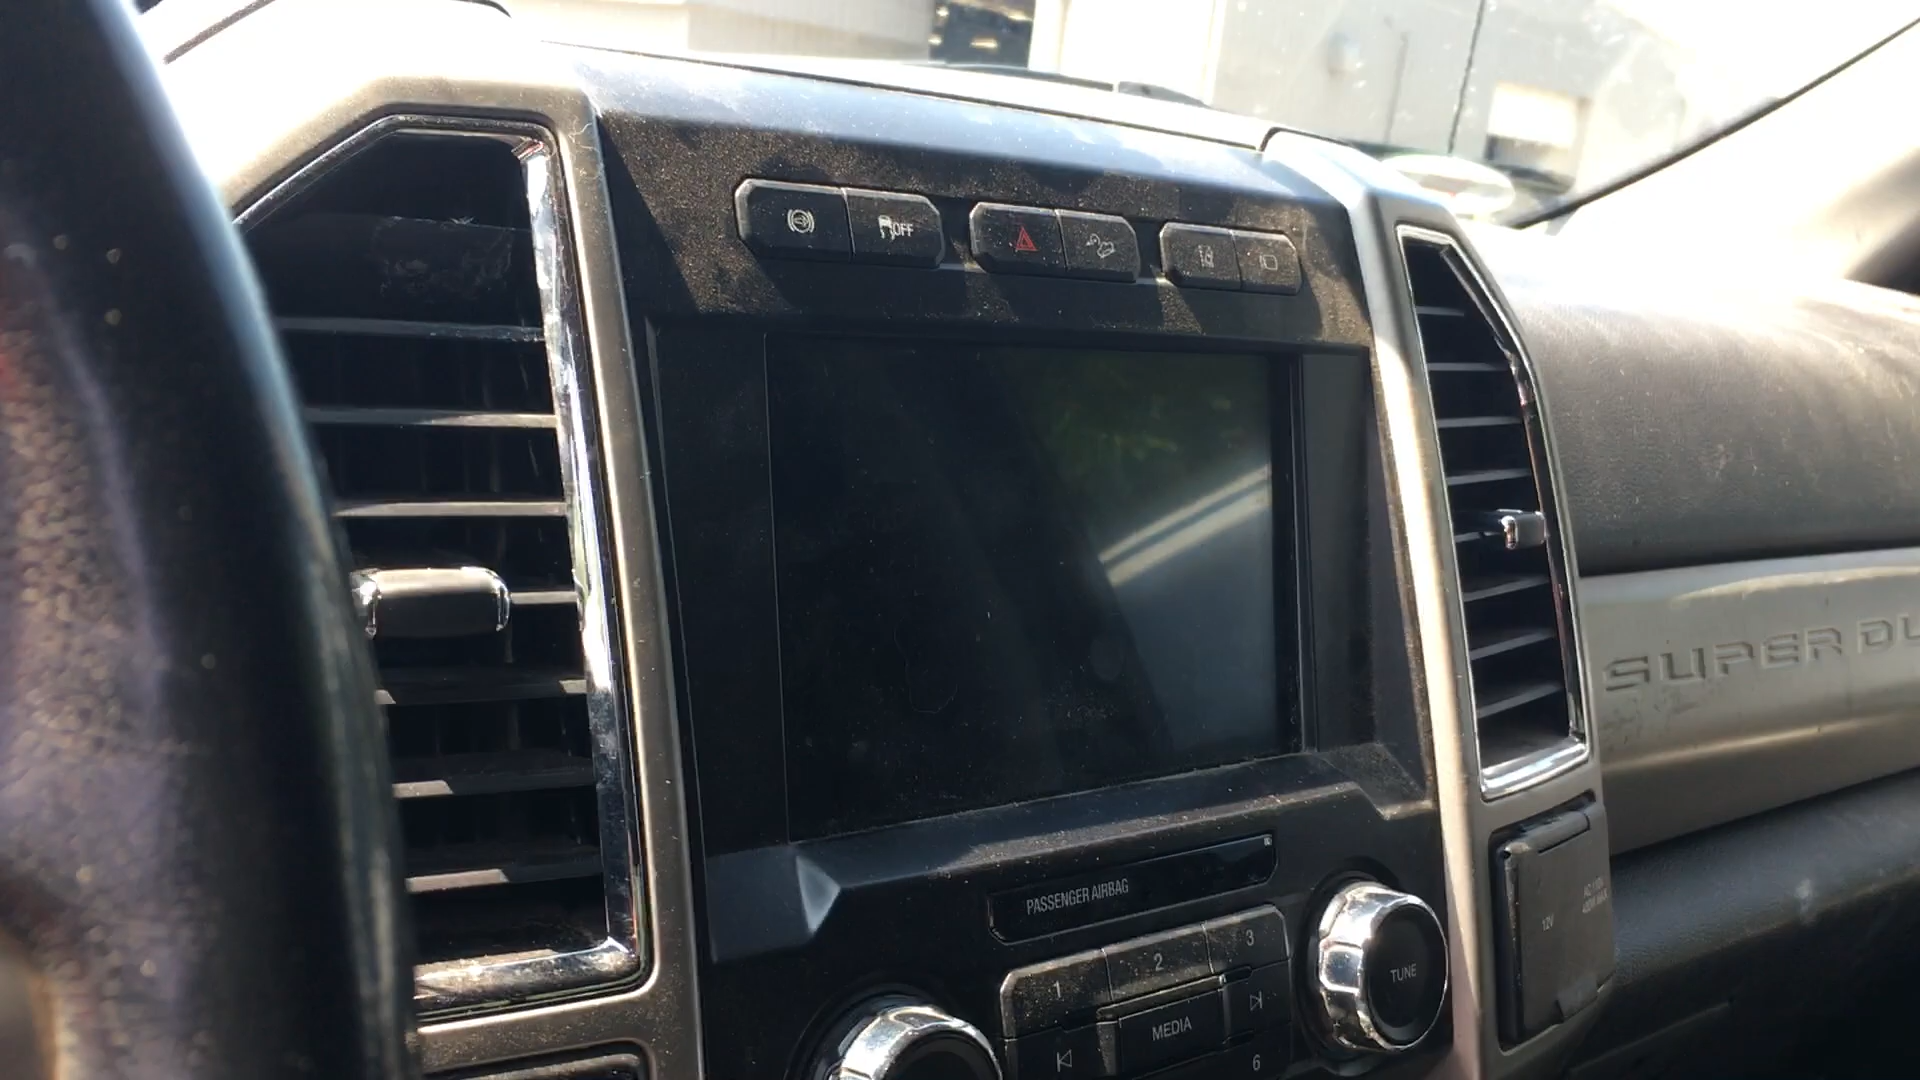 OFF
SUPER DU
PASSENGER AIRBAG
1
2
3
TUNE
MEDIA
6
12V